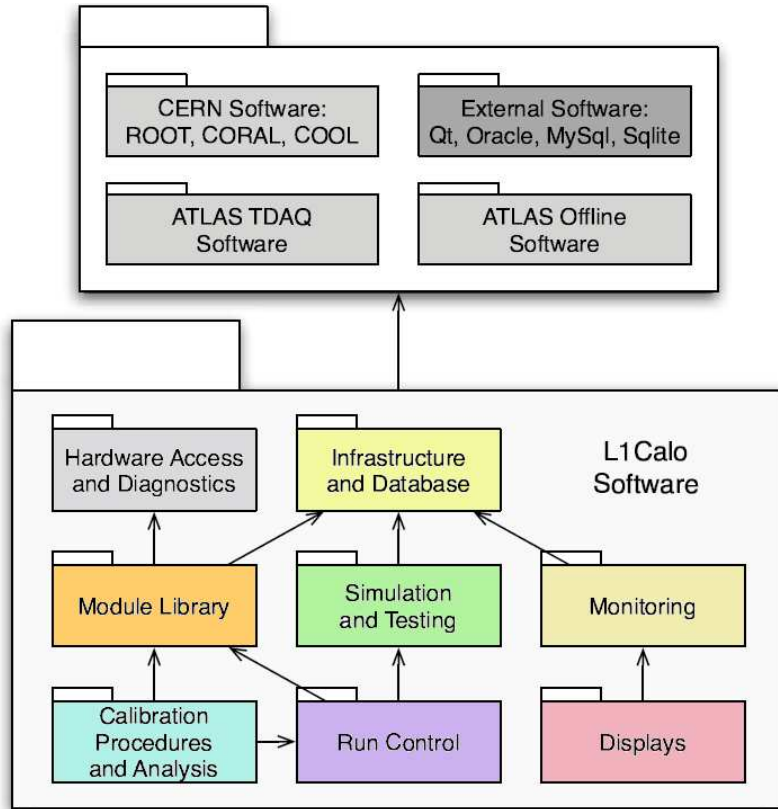 CERN Software:
ROOT, CORAL, COOL
External Software:
Qt, Oracle, MySql, Sqlite
ATLAS TDAQ
Software
ATLAS Offline
Software
L1Calo
Software
Hardware Access
and Diagnostics
Infrastructure
and Database
Module Library
Simulation
and Testing
Monitoring
Calibration
Procedures
and Analysis
Run Control
Displays